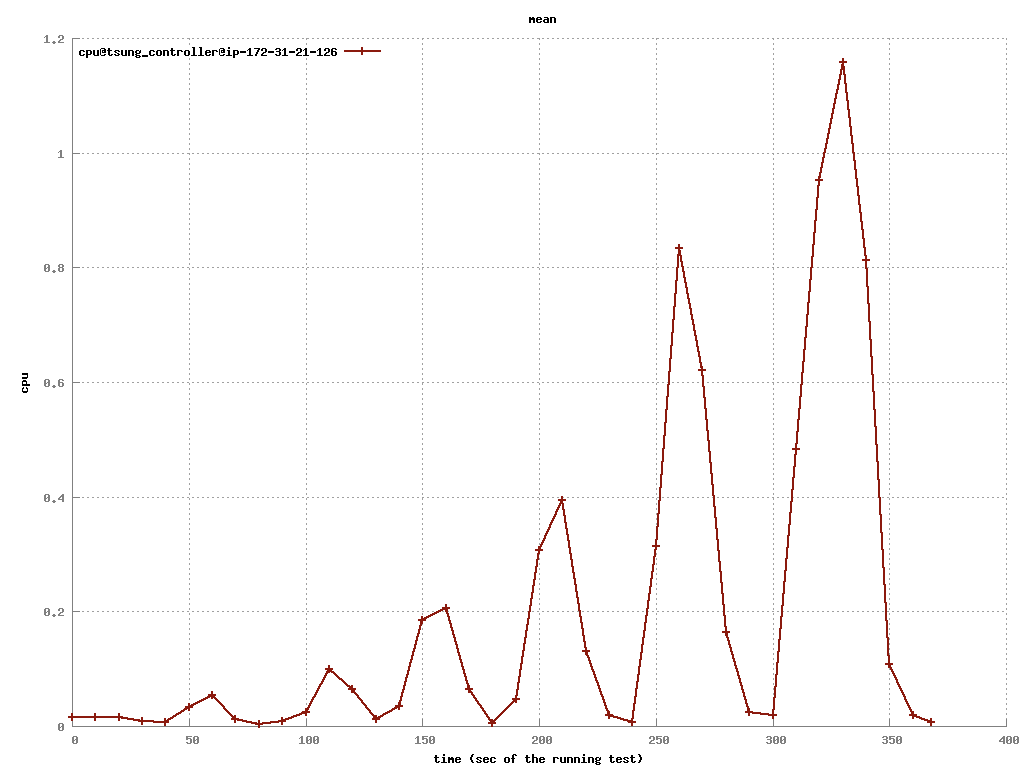 mean
1.2
cpu@tsung_controller@ip-172-31-21-126
1
0.8
0.6
cpu
0.4
0.2
0
0 50 100 150 200 250 300 350 400
time (sec of the running test)